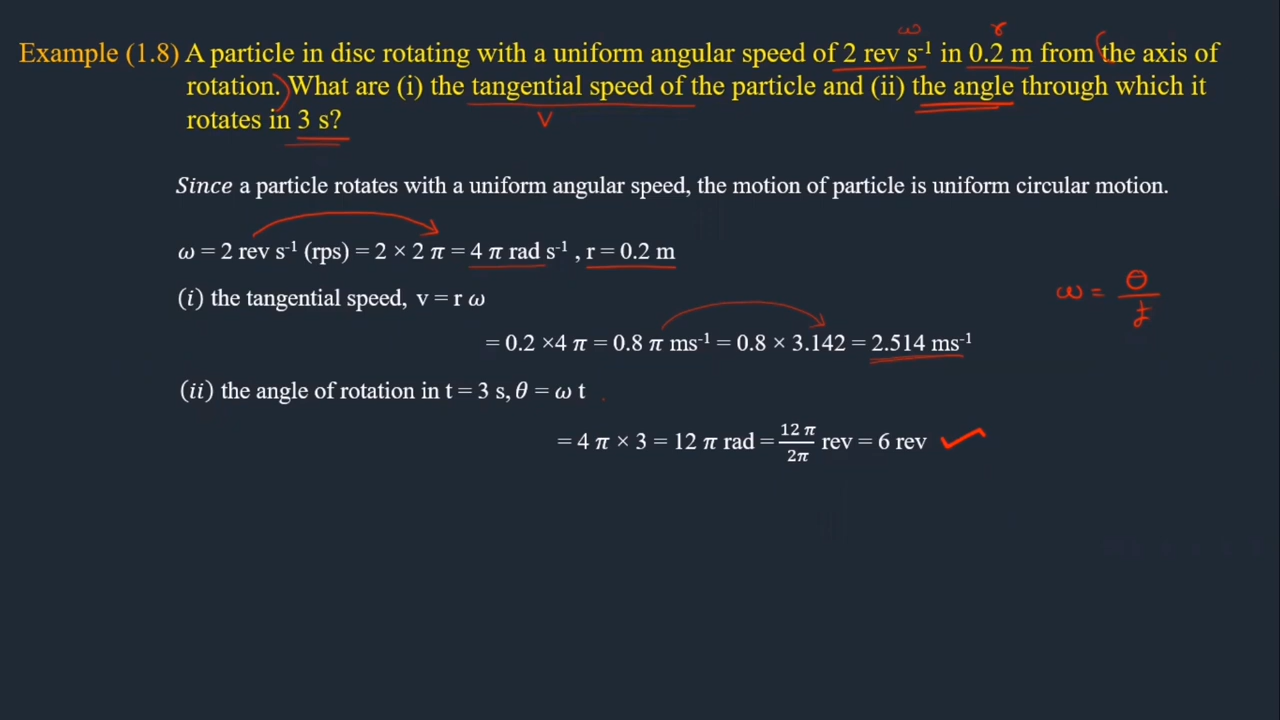 ω r
Example (1.8) A particle in disc rotating with a uniform angular speed of 2 rev s⁻¹ in 0.2 m from the axis of
rotation. What are (i) the tangential speed of the particle and (ii) the angle through which it
v
rotates in 3 s?
Since a particle rotates with a uniform angular speed, the motion of particle is uniform circular motion.
ω = 2 rev s⁻¹ (rps) = 2 × 2 π = 4 π rad s⁻¹ , r = 0.2 m
(i) the tangential speed, v = r ω
ω = θ/t
= 0.2 ×4 π = 0.8 π ms⁻¹ = 0.8 × 3.142 = 2.514 ms⁻¹
(ii) the angle of rotation in t = 3 s, θ = ω t
= 4 π × 3 = 12 π rad = 12 π/2π rev = 6 rev